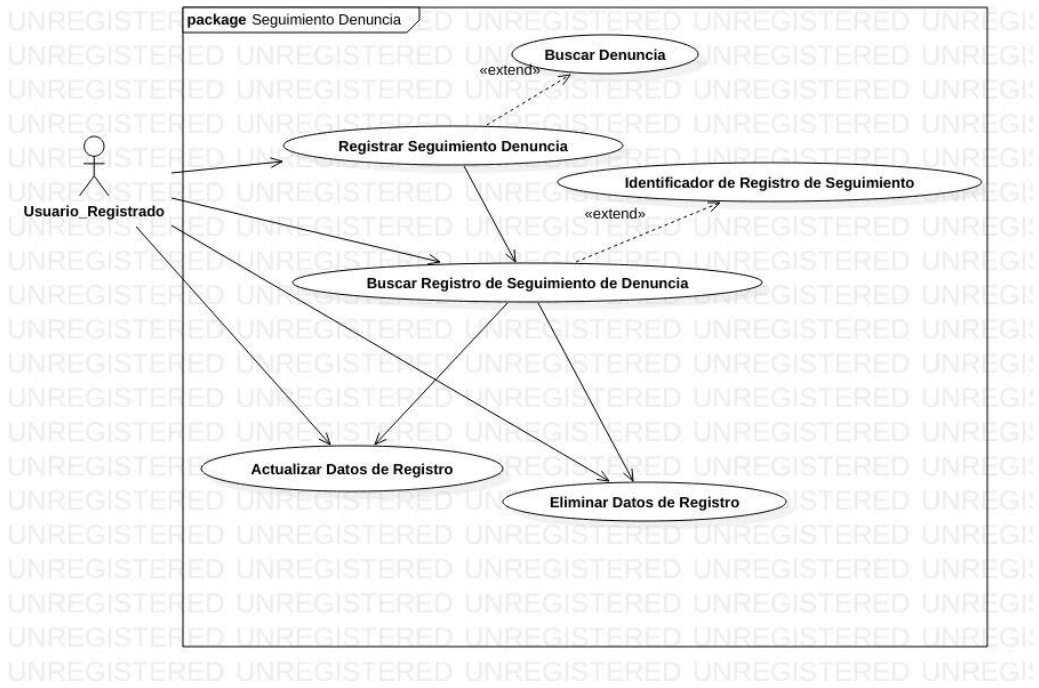 package Seguimiento Denuncia
Buscar Denuncia
«extend»
Registrar Seguimiento Denuncia
Identificador de Registro de Seguimiento
Usuario_Registrado
«extend»
Buscar Registro de Seguimiento de Denuncia
Actualizar Datos de Registro
Eliminar Datos de Registro
UNREGISTERED